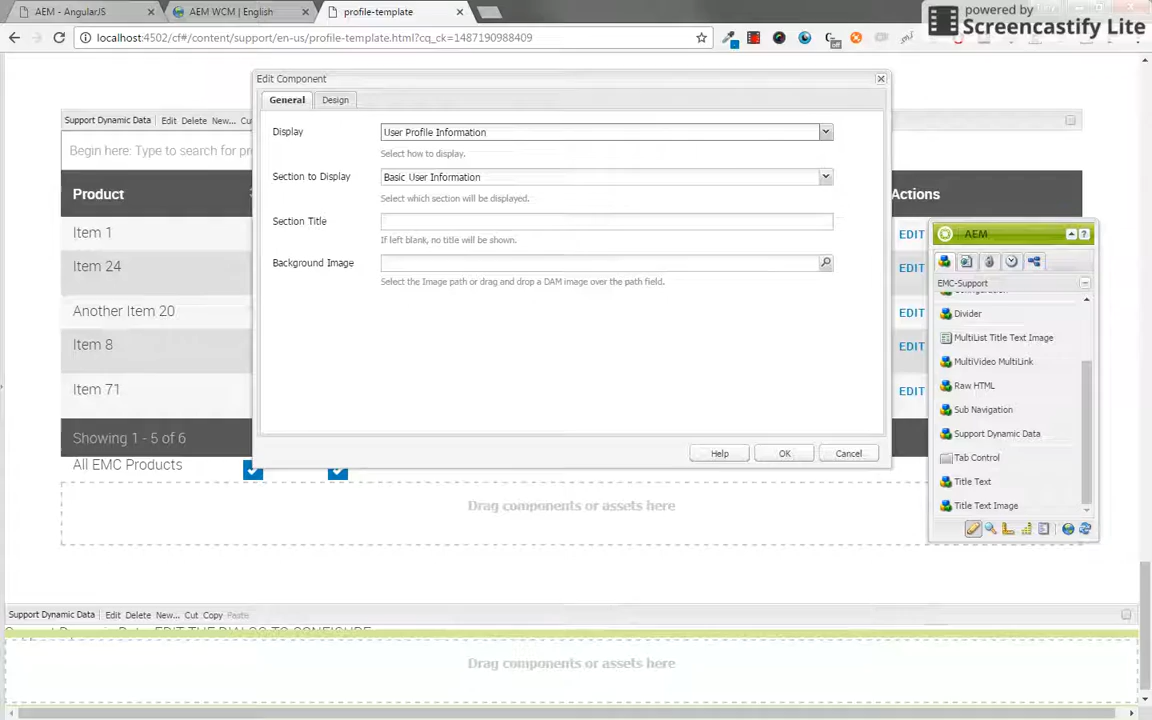 AEM - AngularJS
AEM WCM | English
profile-template
powered by
Screencastify Lite
localhost:4502/cf#/content/support/en-us/profile-template.html?cq_ck=1487190988409
Edit Component
General
Design
Support Dynamic Data
Edit
Delete
New...
Begin here: Type to search for
Display
User Profile Information
Select how to display.
Section to Display
Basic User Information
Select which section will be displayed.
Section Title
If left blank, no title will be shown.
Background Image
Select the Image path or drag and drop a DAM image over the path field.
Help
OK
Cancel
Product
Actions
Item 1
EDIT
Item 24
EDIT
Another Item 20
EDIT
Item 8
EDIT
Item 71
EDIT
Showing 1 - 5 of 6
All EMC Products
Drag components or assets here
AEM
?
EMC-Support
Divider
MultiList Title Text Image
MultiVideo MultiLink
Raw HTML
Sub Navigation
Support Dynamic Data
Tab Control
Title Text
Title Text Image
Support Dynamic Data
Edit
Delete
New...
Cut
Copy
Paste
Drag components or assets here